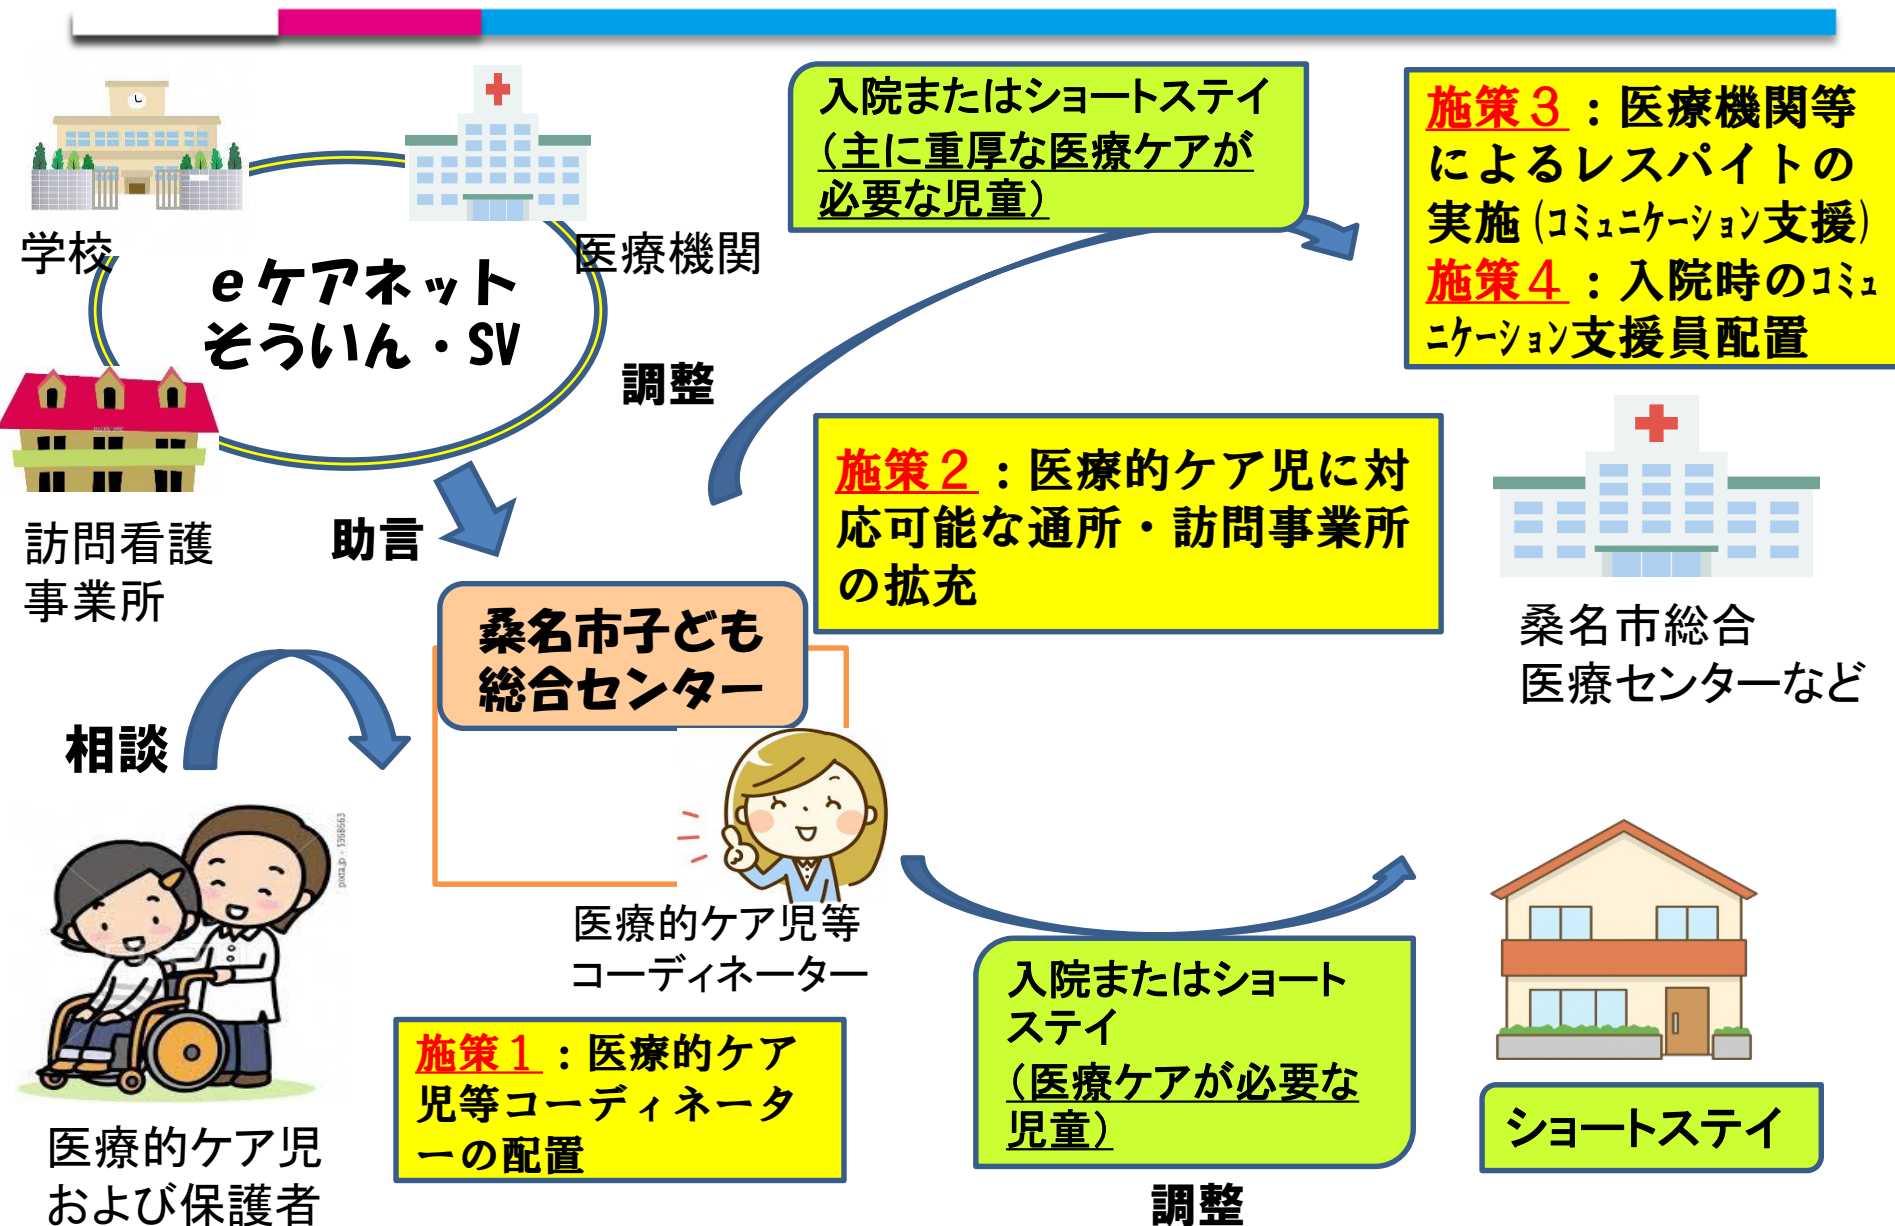 学校
医療機関
eケアネット
そういん・SV
訪問看護
事業所
助言
調整
入院またはショートステイ
（主に重厚な医療ケアが
必要な児童）
施策３：医療機関等
によるレスパイトの
実施(ｺﾐｭﾆｹｰｼｮﾝ支援)
施策４：入院時のｺﾐｭ
ﾆｹｰｼｮﾝ支援員配置
施策２：医療的ケア児に対
応可能な通所・訪問事業所
の拡充
桑名市総合
医療センターなど
桑名市子ども
総合センター
相談
医療的ケア児等
コーディネーター
施策１：医療的ケア
児等コーディネータ
ーの配置
医療的ケア児
および保護者
pixta.jp - 5368663
入院またはショート
ステイ
（医療ケアが必要な
児童）
調整
ショートステイ